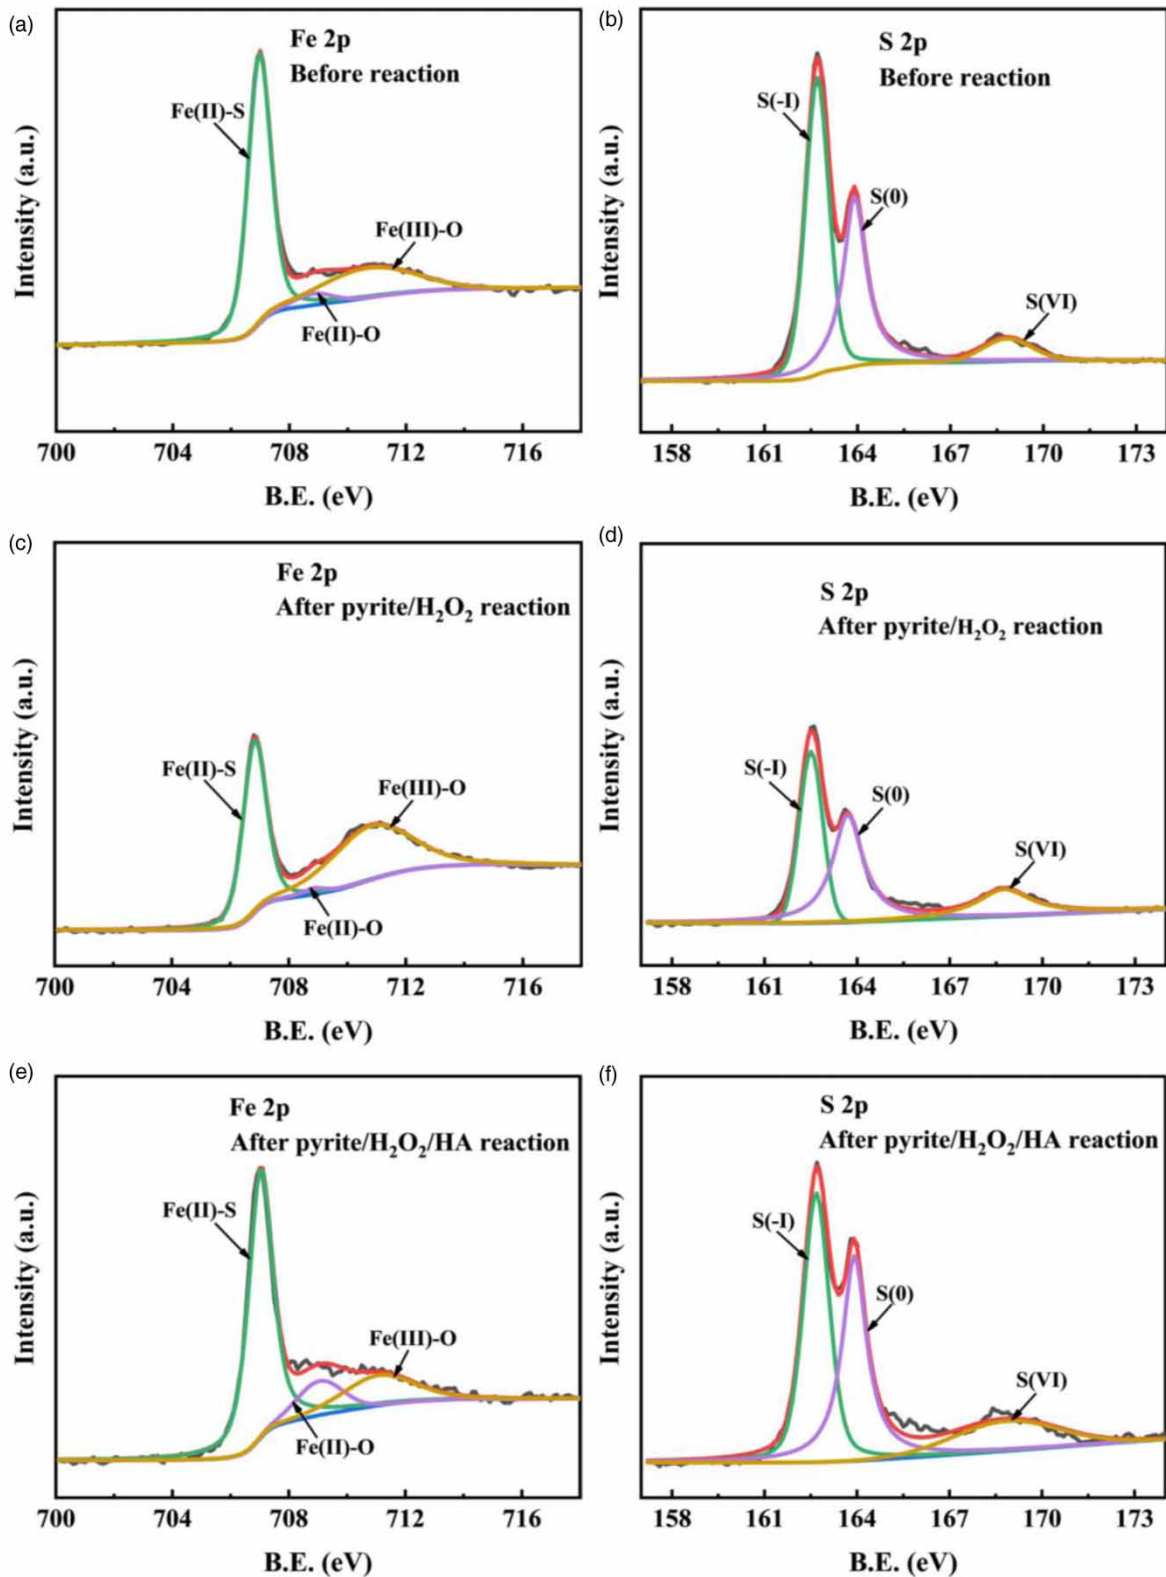 (a)
Fe 2p
Before reaction
Fe(II)-S
Fe(III)-O
Fe(II)-O
Intensity (a.u.)
700 704 708 712 716
B.E. (eV)
(b)
S 2p
Before reaction
S(-I)
S(0)
S(VI)
Intensity (a.u.)
158 161 164 167 170 173
B.E. (eV)
(c)
Fe 2p
After pyrite/H₂O₂ reaction
Fe(II)-S
Fe(III)-O
Fe(II)-O
Intensity (a.u.)
700 704 708 712 716
B.E. (eV)
(d)
S 2p
After pyrite/H₂O₂ reaction
S(-I)
S(0)
S(VI)
Intensity (a.u.)
158 161 164 167 170 173
B.E. (eV)
(e)
Fe 2p
After pyrite/H₂O₂/HA reaction
Fe(II)-S
Fe(III)-O
Fe(II)-O
Intensity (a.u.)
700 704 708 712 716
B.E. (eV)
(f)
S 2p
After pyrite/H₂O₂/HA reaction
S(-I)
S(0)
S(VI)
Intensity (a.u.)
158 161 164 167 170 173
B.E. (eV)